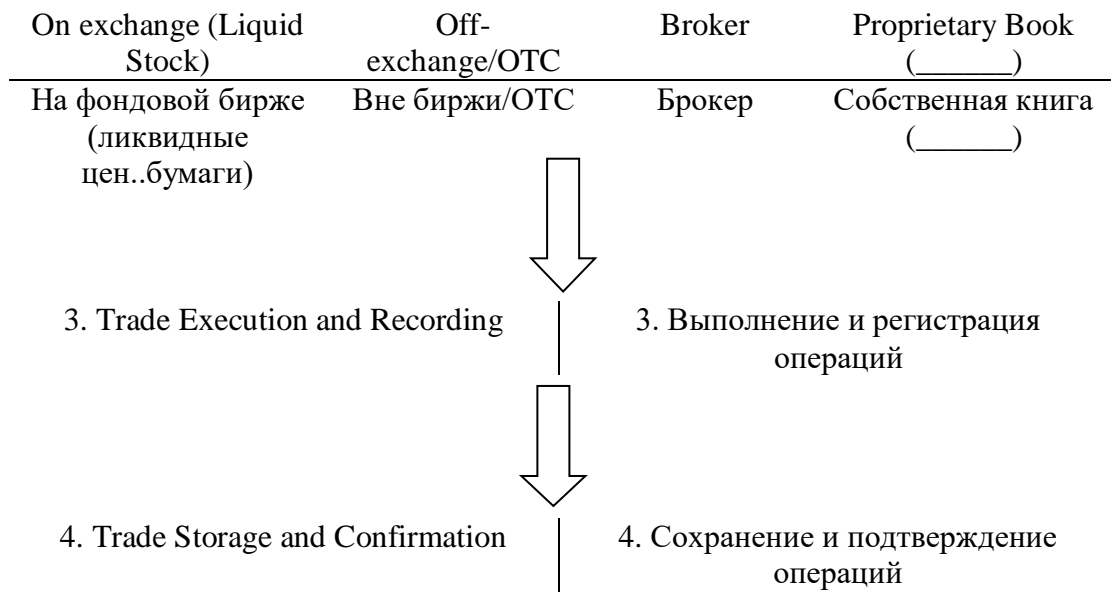 On exchange (Liquid Stock)
Off-exchange/OTC
Broker
Proprietary Book (______)
На фондовой бирже (ликвидные цен..бумаги)
Вне биржи/ОТС
Брокер
Собственная книга (______)
3. Trade Execution and Recording
3. Выполнение и регистрация операций
4. Trade Storage and Confirmation
4. Сохранение и подтверждение операций